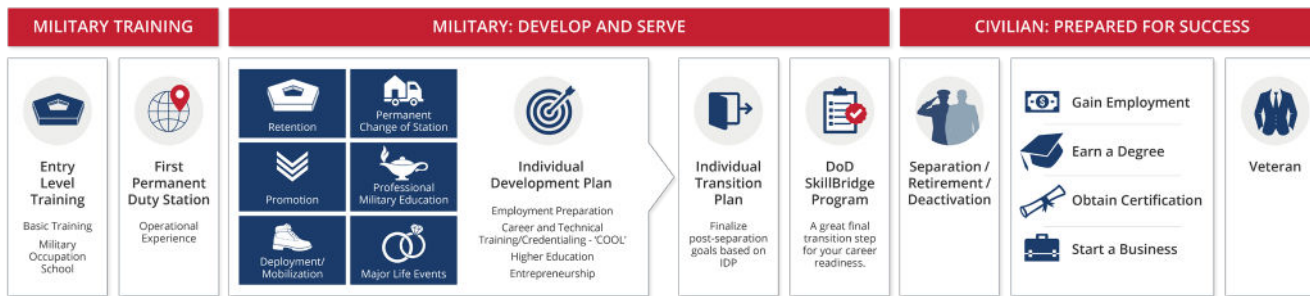 MILITARY TRAINING
MILITARY: DEVELOP AND SERVE
CIVILIAN: PREPARED FOR SUCCESS
Entry
Level
Training
Basic Training
Military
Occupation
School
First
Permanent
Duty Station
Operational
Experience
Retention
Permanent
Change of Station
Promotion
Professional
Military Education
Deployment/
Mobilization
Major Life Events
Individual
Development Plan
Employment Preparation
Career and Technical
Training/Credentialing - 'COOL'
Higher Education
Entrepreneurship
Individual
Transition
Plan
Finalize
post-separation
goals based on
IDP
DoD
SkillBridge
Program
A great final
transition step
for your career
readiness.
Separation /
Retirement /
Deactivation
$
Gain Employment
Earn a Degree
Obtain Certification
Start a Business
Veteran